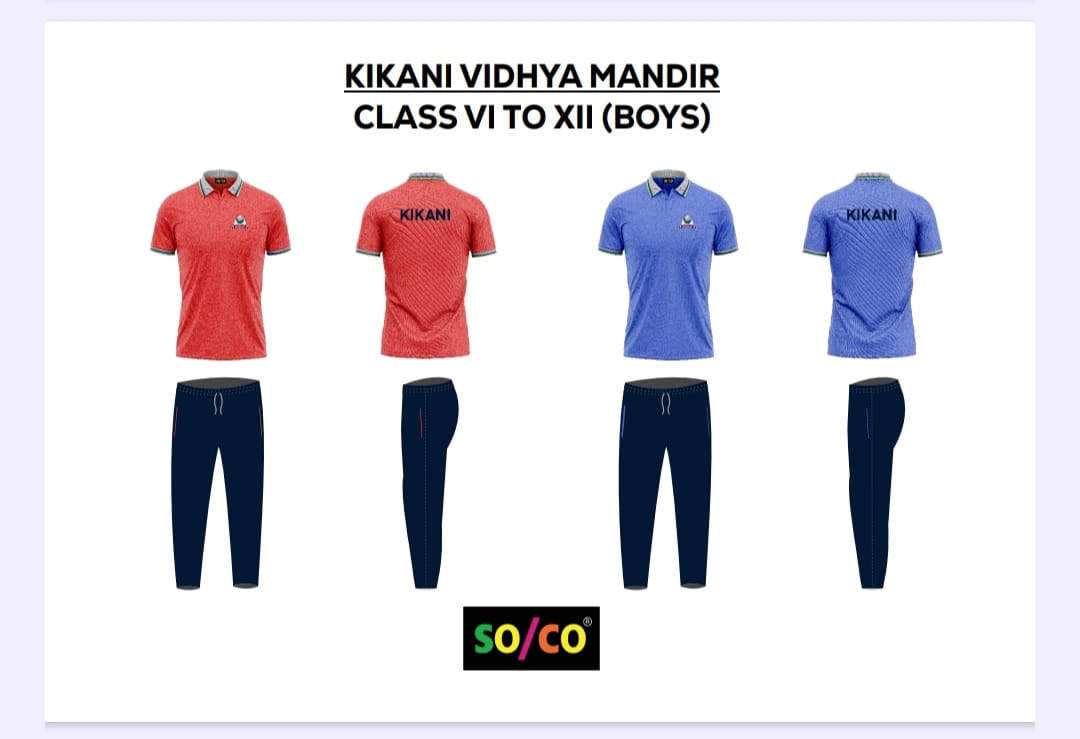 KIKANI VIDHYA MANDIR
CLASS VI TO XII (BOYS)
KIKANI
KIKANI
SO/CO®